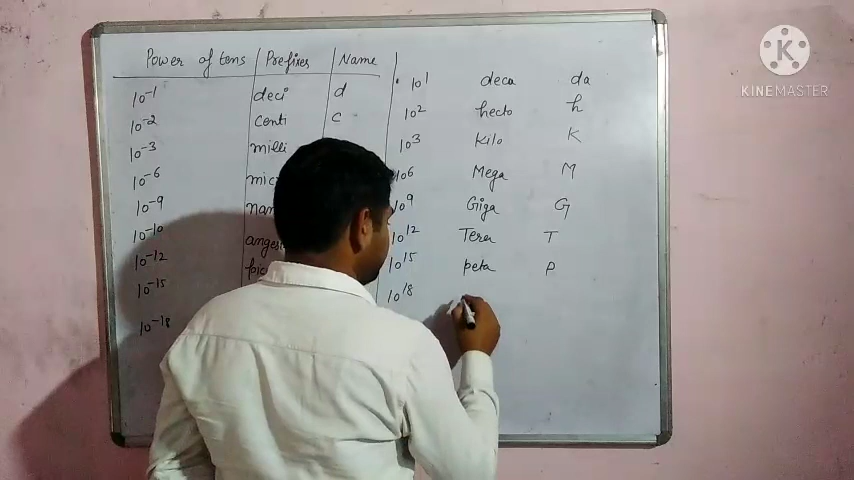 Power of tens Prefixes Name
10⁻¹ deci d
10⁻² centi c
10⁻³ milli
10⁻⁶
10⁻⁹
10⁻¹⁰
10⁻¹²
10⁻¹⁵
10⁻¹⁸
10¹ deca da
10² hecto h
10³ Kilo K
10⁶ Mega M
10⁹ Giga G
10¹² Tera T
10¹⁵ peta P
10¹⁸
K
KINEMASTER